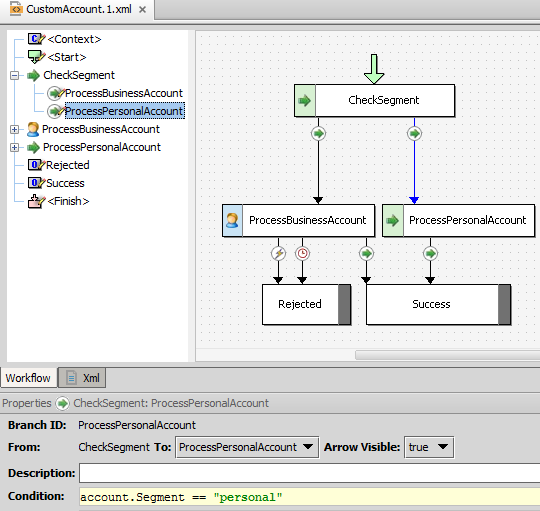 CustomAccount.1.xml
<Context>
<Start>
CheckSegment
ProcessBusinessAccount
ProcessPersonalAccount
ProcessBusinessAccount
ProcessPersonalAccount
Rejected
Success
<Finish>
CheckSegment
ProcessBusinessAccount
ProcessPersonalAccount
Rejected
Success
Workflow
Xml
Properties CheckSegment: ProcessPersonalAccount
Branch ID: ProcessPersonalAccount
From: CheckSegment To: ProcessPersonalAccount Arrow Visible: true
Description:
Condition: account.Segment == "personal"